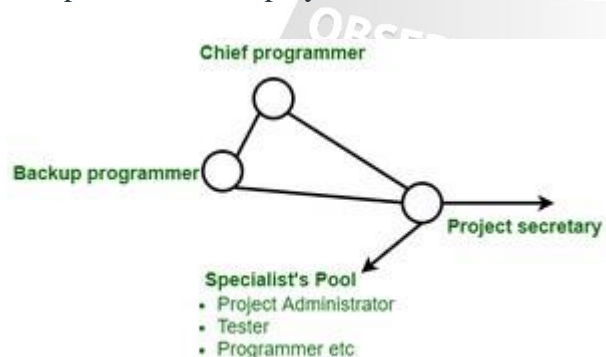 Chief programmer
Backup programmer
Project secretary
Specialist's Pool
• Project Administrator
• Tester
• Programmer etc